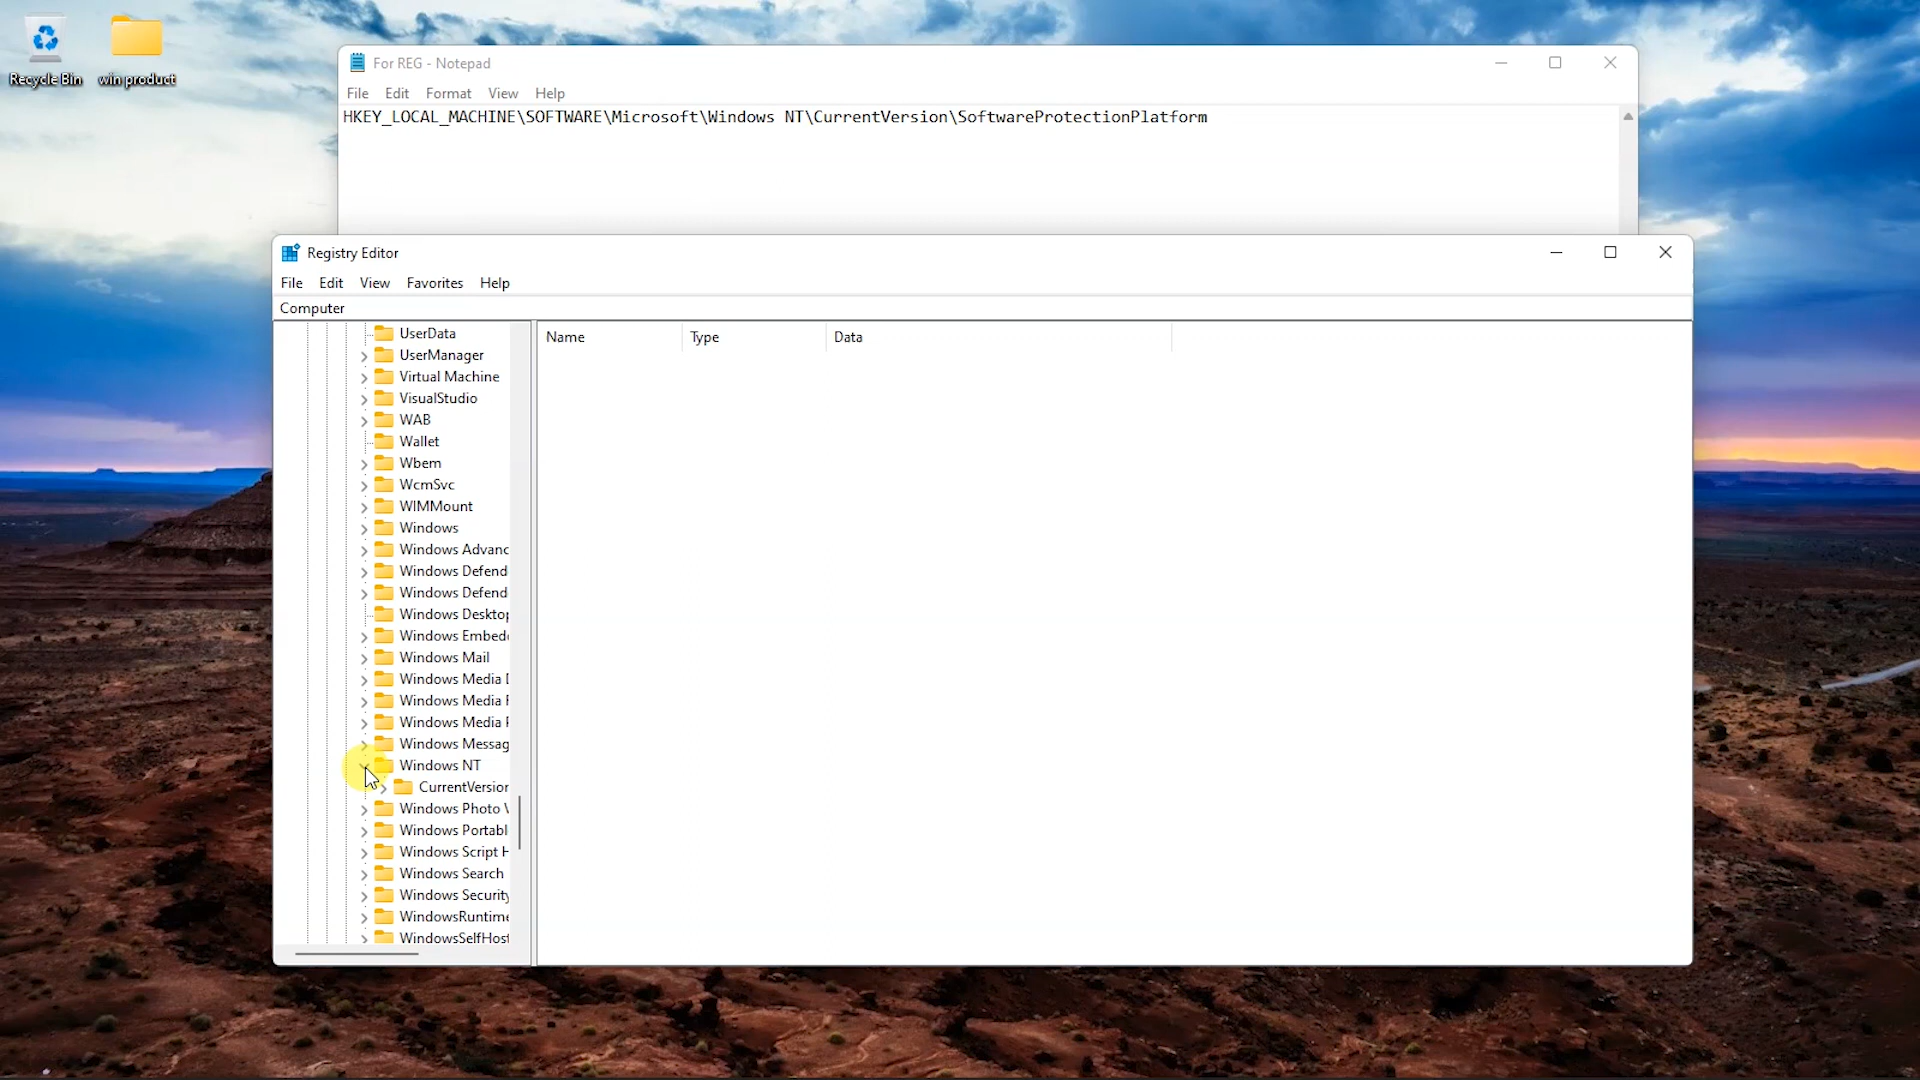 Recycle Bin
win product
For REG - Notepad
File Edit Format View Help
HKEY_LOCAL_MACHINE\SOFTWARE\Microsoft\Windows NT\CurrentVersion\SoftwareProtectionPlatform
Registry Editor
File Edit View Favorites Help
Computer
Name Type Data
UserData
UserManager
Virtual Machine
VisualStudio
WAB
Wallet
Wbem
WcmSvc
WIMMount
Windows
Windows Advanc
Windows Defend
Windows Defend
Windows Desktop
Windows Embed
Windows Mail
Windows Media
Windows Media
Windows Media
Windows Messag
Windows NT
CurrentVersion
Windows Photo
Windows Portabl
Windows Script
Windows Search
Windows Security
WindowsRuntime
WindowsSelfHost